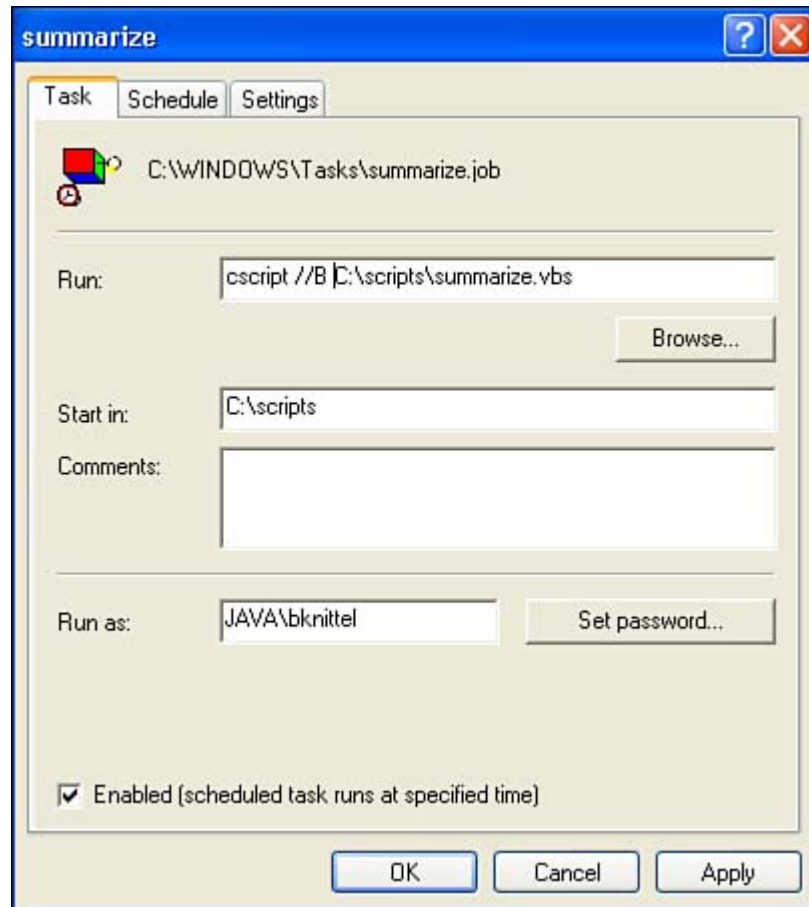 summarize
Task Schedule Settings
C:\WINDOWS\Tasks\summarize.job
Run: cscript //B C:\scripts\summarize.vbs
Browse...
Start in: C:\scripts
Comments:
Run as: JAVA\bknittel Set password...
Enabled (scheduled task runs at specified time)
OK Cancel Apply